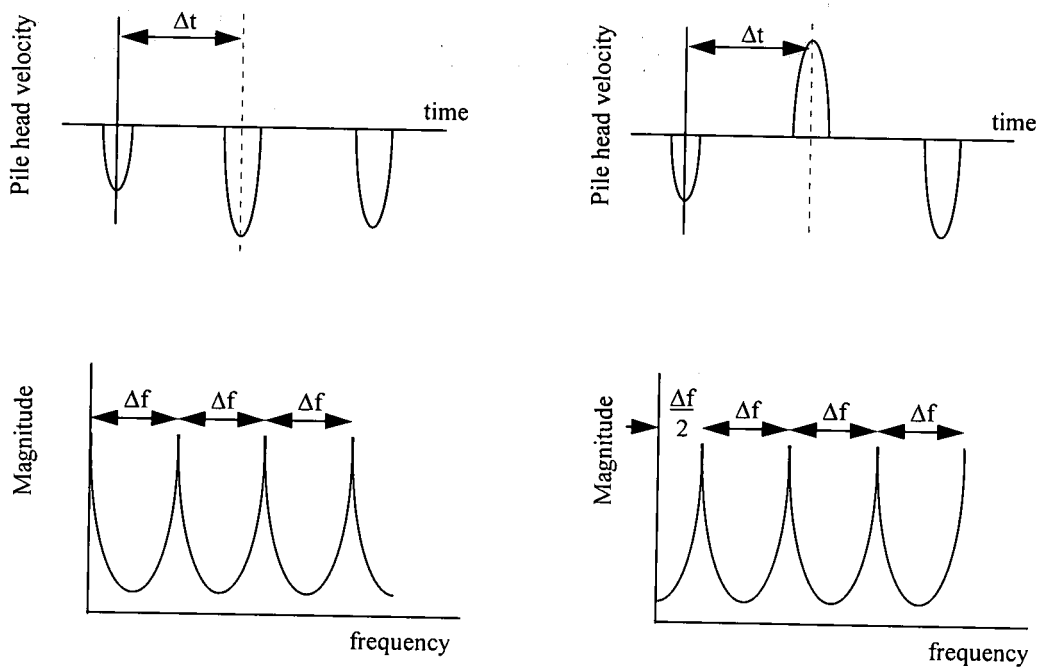 Δt
time
Pile head velocity
Δt
time
Pile head velocity
Δf Δf Δf
Magnitude
frequency
Δf
2
Δf Δf Δf
Magnitude
frequency